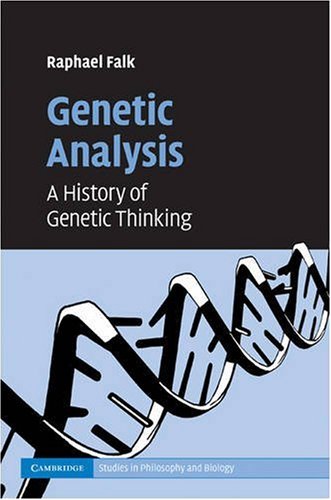 Raphael Falk
Genetic
Analysis
A History of
Genetic Thinking
CAMBRIDGE Studies in Philosophy and Biology